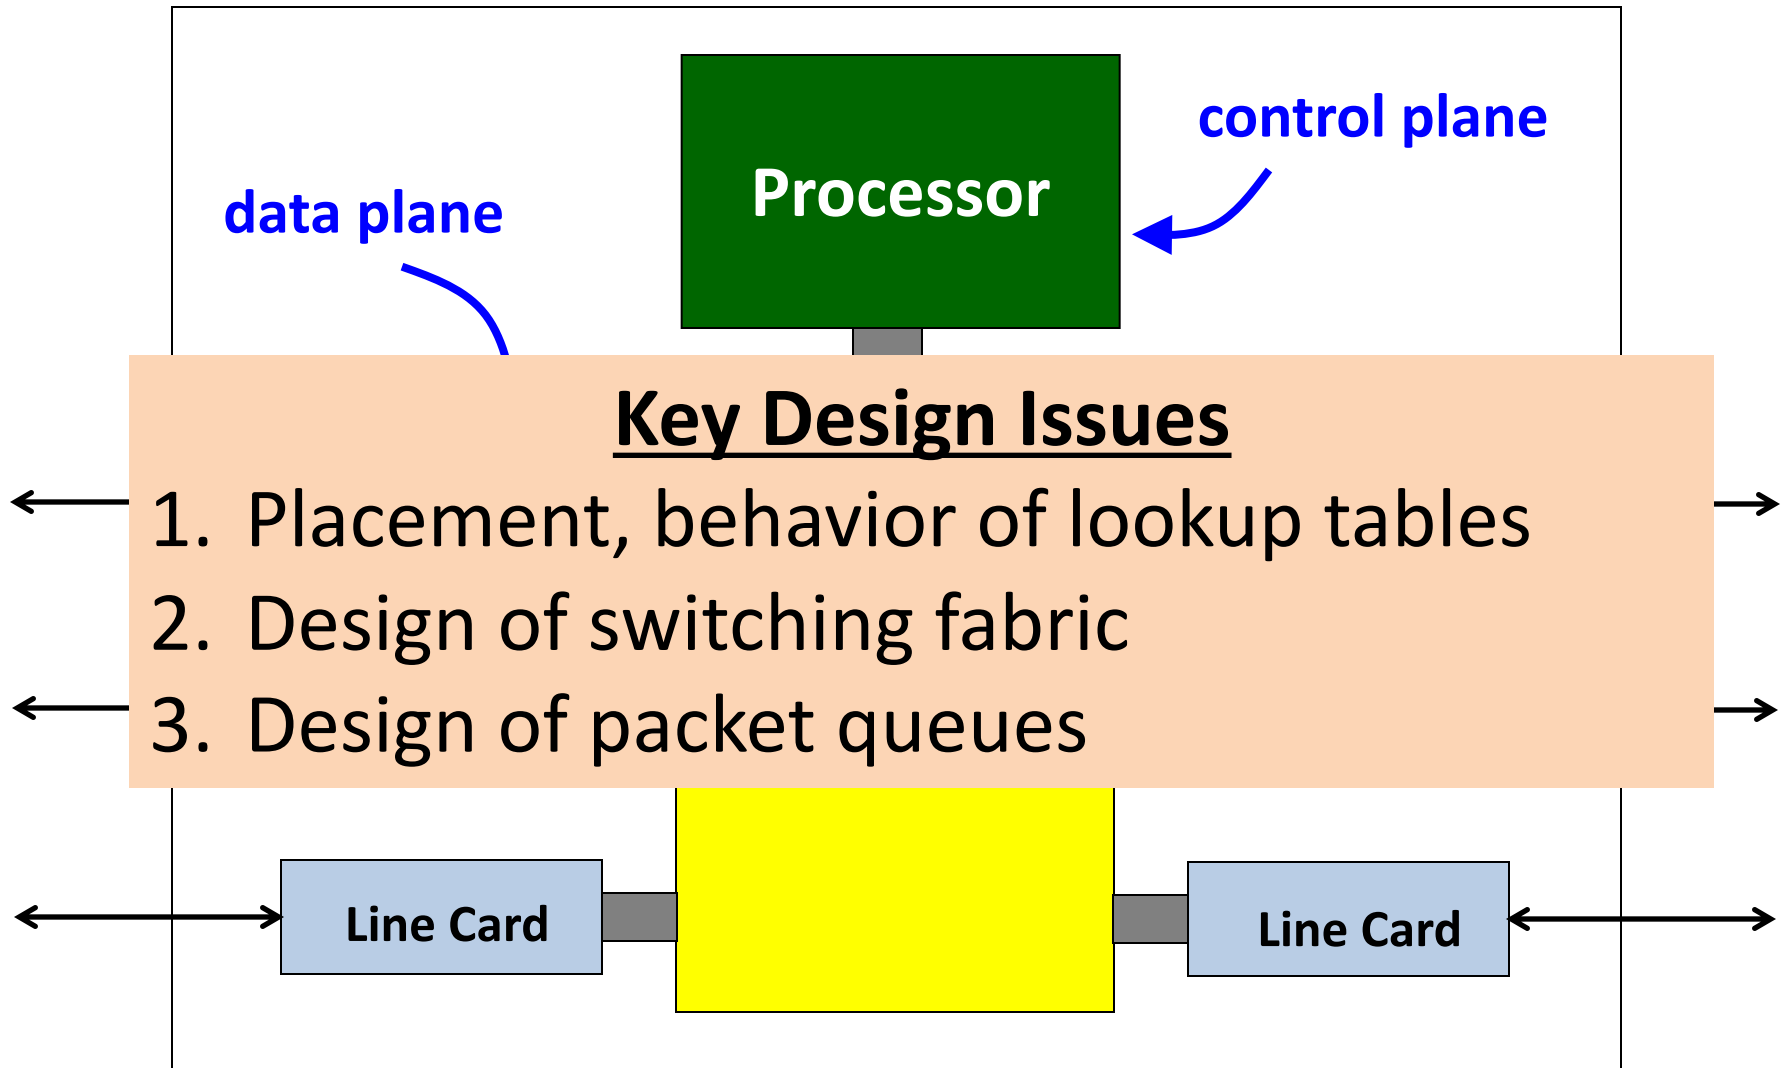 control plane
Processor
data plane
Key Design Issues
1. Placement, behavior of lookup tables
2. Design of switching fabric
3. Design of packet queues
Line Card
Line Card